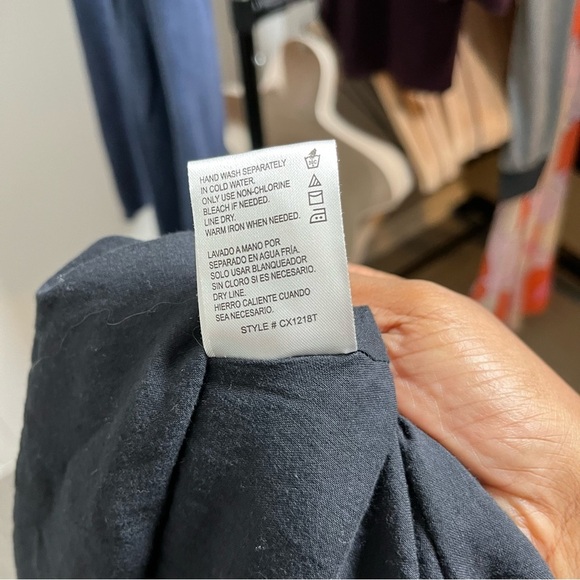 HAND WASH SEPARATELY
IN COLD WATER.
ONLY USE NON-CHLORINE
BLEACH IF NEEDED.
LINE DRY.
WARM IRON WHEN NEEDED.
LAVADO A MANO POR
SEPARADO EN AGUA FRÍA.
SOLO USAR BLANQUEADOR
SIN CLORO SI ES NECESARIO.
DRY LINE.
HIERRO CALIENTE CUANDO
SEA NECESARIO.
STYLE # CX1218T